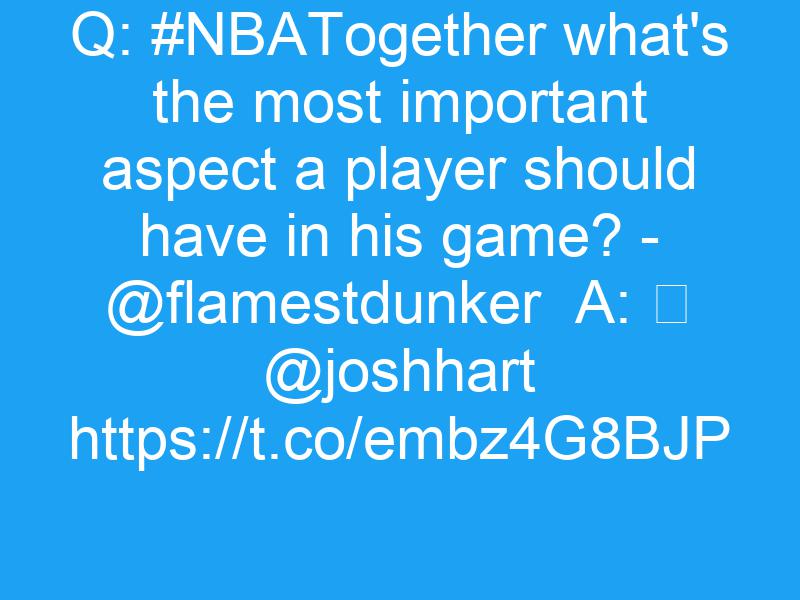 Q: #NBATogether what's
the most important
aspect a player should
have in his game? -
@flamestdunker  A: 
@joshhart
https://t.co/embz4G8BJP